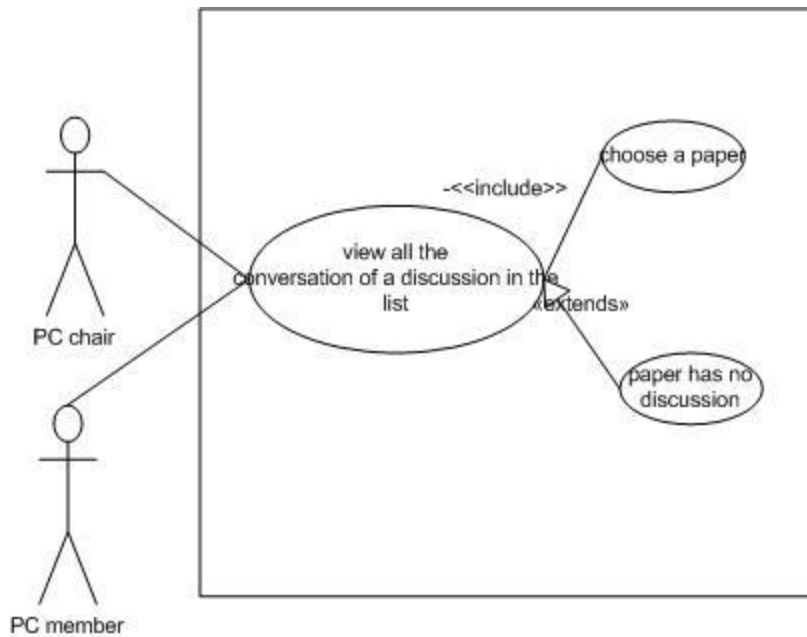 choose a paper
-<<include>>
view all the
conversation of a discussion in the
list
«extends»
PC chair
paper has no
discussion
PC member